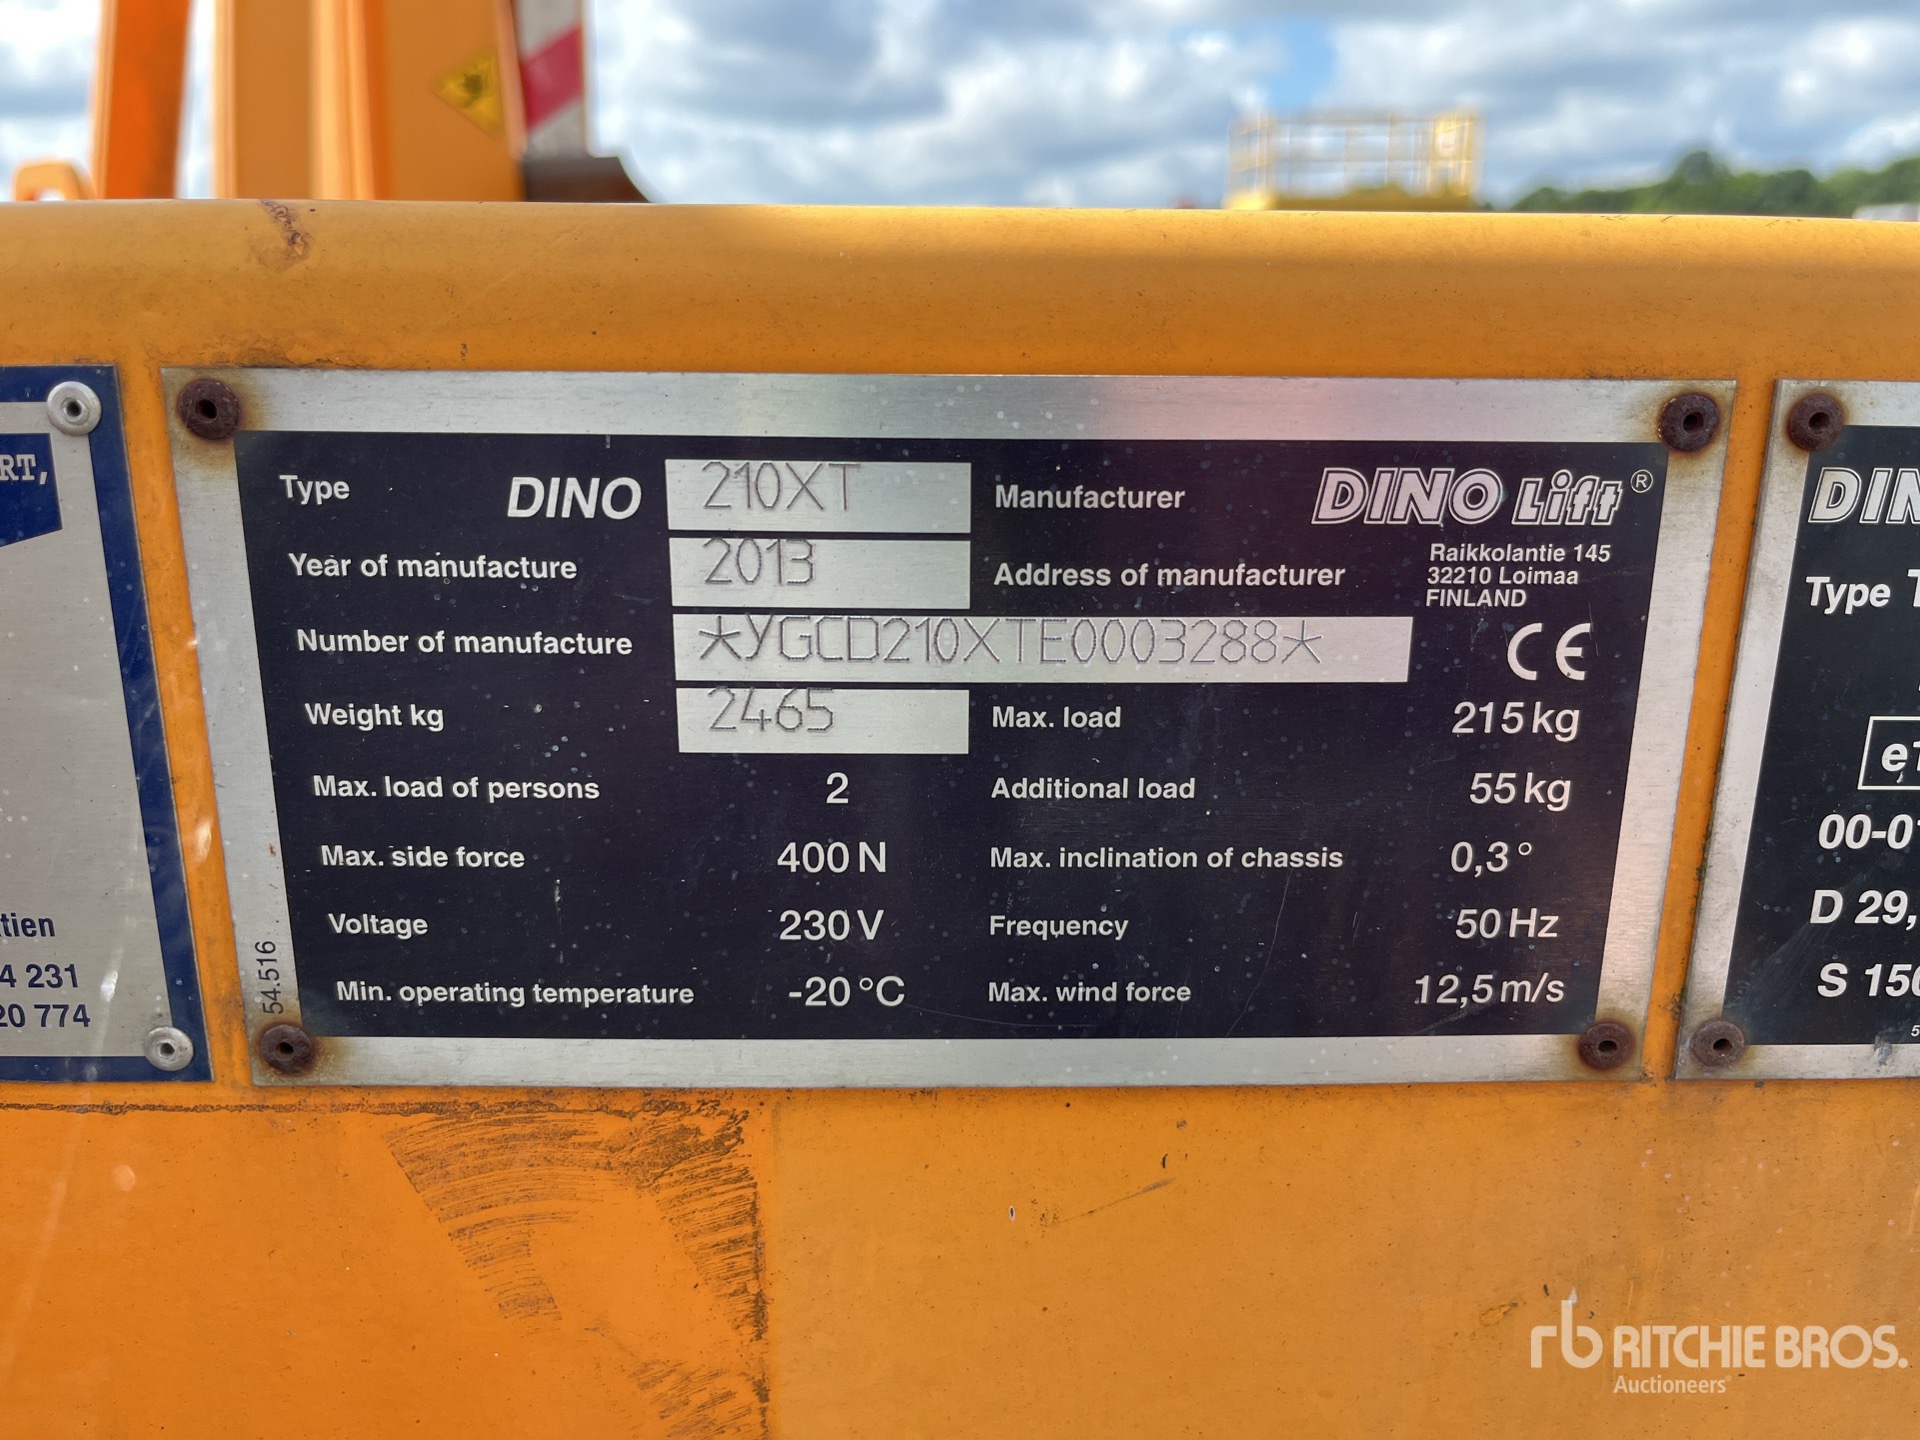 RT,
tien
4 231
20 774
Type DINO 210XT
Year of manufacture 2013
Number of manufacture *YGCD210XTE0003288*
Weight kg 2465
Max. load of persons 2
Max. side force 400 N
Voltage 230 V
Min. operating temperature -20 °C
54.516
Manufacturer DINO Lift®
Address of manufacturer Raikkolantie 145
32210 Loimaa
FINLAND
CE
Max. load 215 kg
Additional load 55 kg
Max. inclination of chassis 0,3°
Frequency 50 Hz
Max. wind force 12,5 m/s
DIN
Type
00-0
D 29,
S 150
rb RITCHIE BROS.
Auctioneers